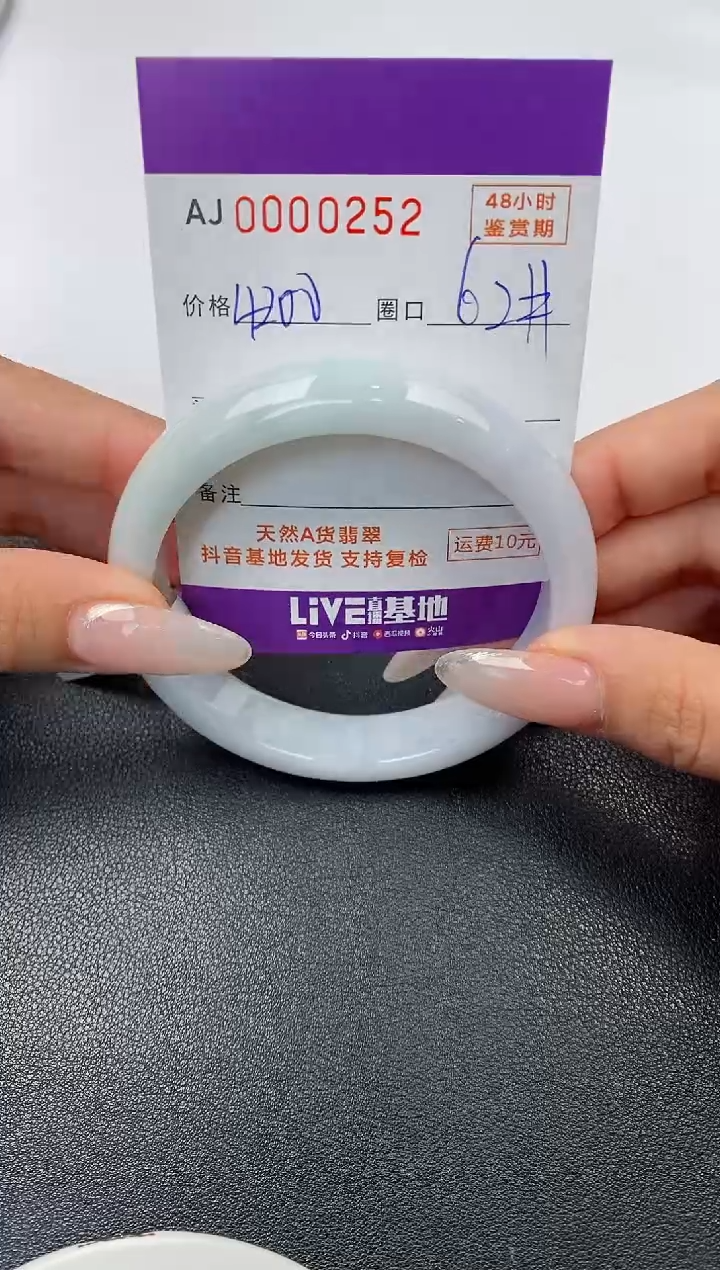 AJ 0000252
48小时
鉴赏期
价格 4200 圈口 62#
备注
天然A货翡翠
抖音基地发货 支持复检
运费10元
LiVE直播基地
今日头条 抖音 西瓜视频 火山